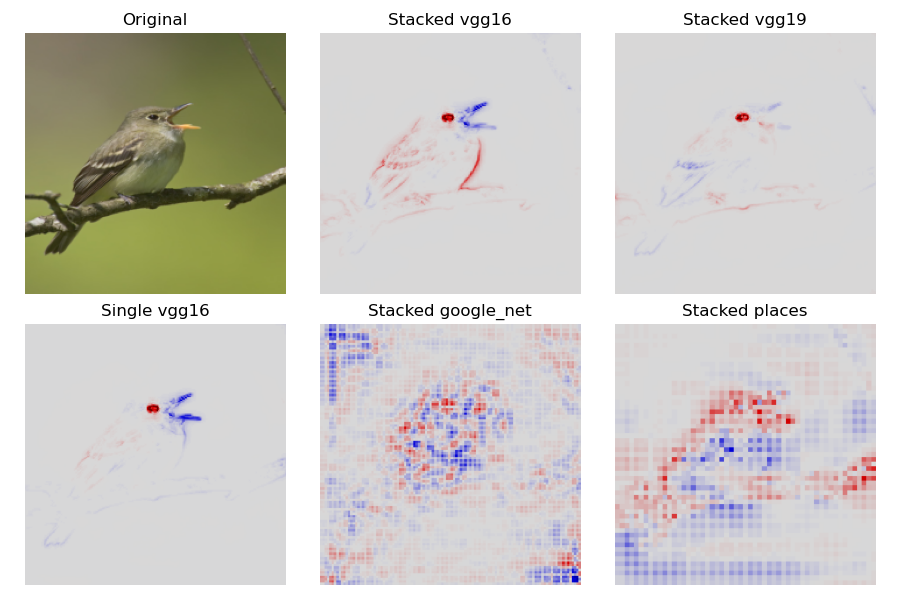 Original
Stacked vgg16
Stacked vgg19
Single vgg16
Stacked google_net
Stacked places